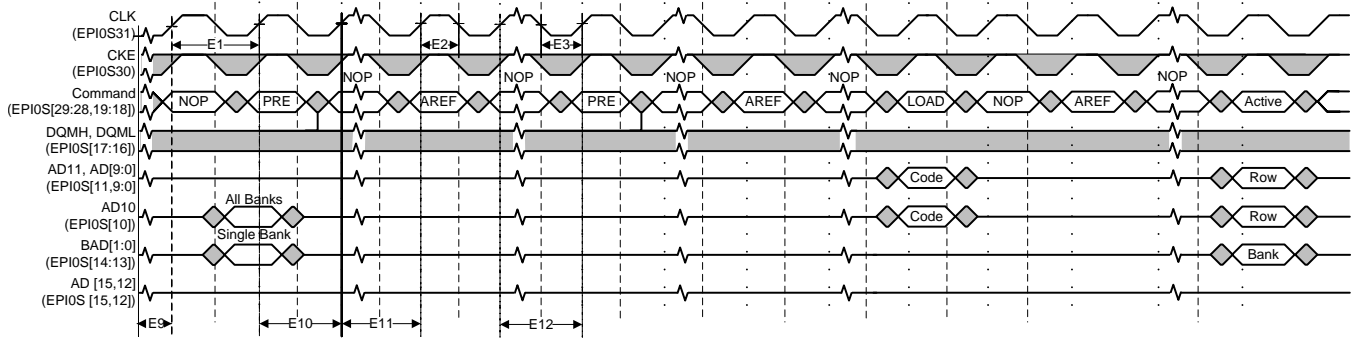 CLK
(EPI0S31)
E1
E2
E3
CKE
(EPI0S30)
NOP
NOP
NOP
NOP
NOP
Command
(EPI0S[29:28,19:18])
NOP
PRE
AREF
PRE
AREF
LOAD
NOP
AREF
Active
DQMH, DQML
(EPI0S[17:16])
AD11, AD[9:0]
(EPI0S[11,9:0]
Code
Row
AD10
(EPI0S[10])
All Banks
Code
Row
Single Bank
BAD[1:0]
(EPI0S[14:13])
Bank
AD [15,12]
(EPI0S [15,12])
E9
E10
E11
E12